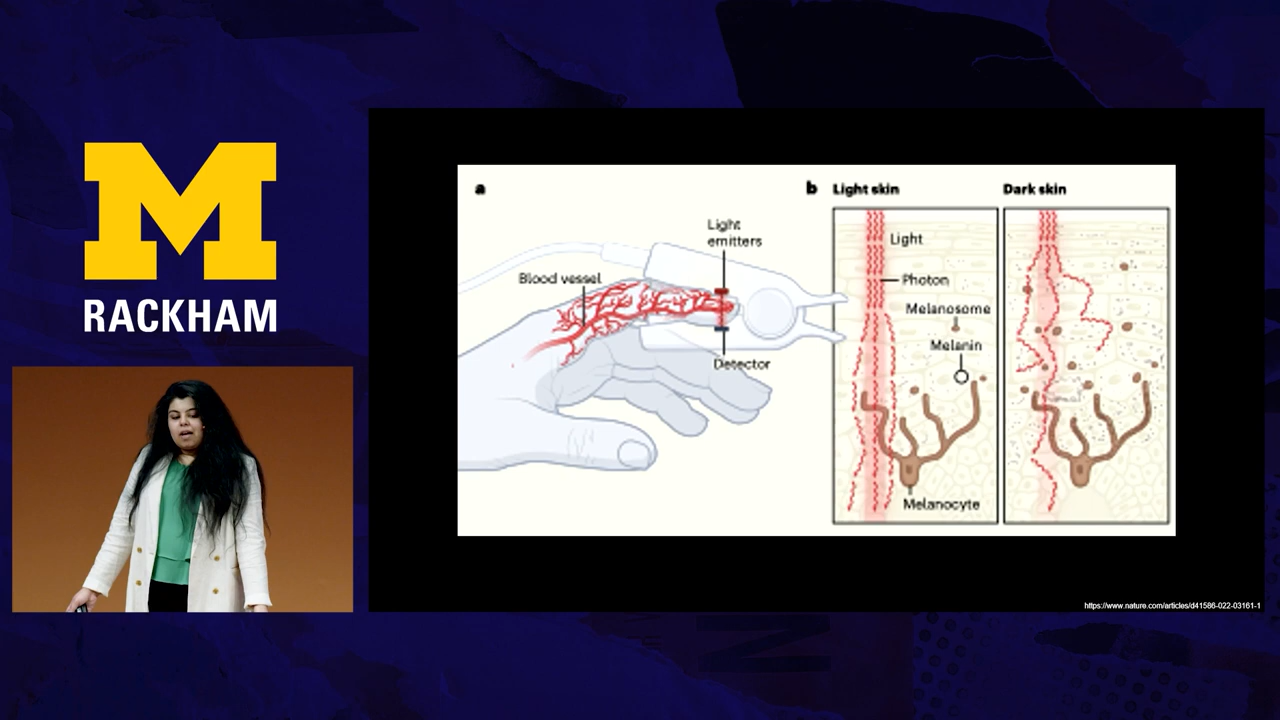 M
RACKHAM
a
Light
emitters
Blood vessel
Detector
b
Light skin
Dark skin
Light
Photon
Melanosome
Melanin
Melanocyte
https://www.nature.com/articles/d41586-022-03161-1